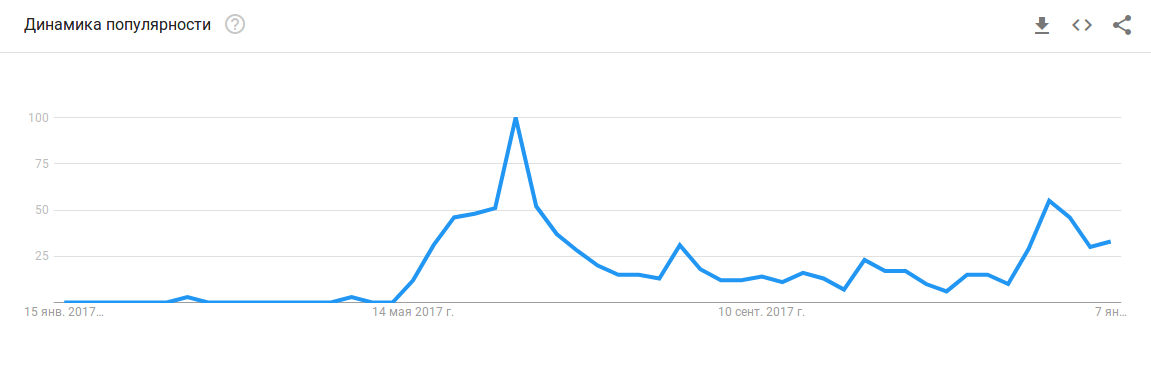 Динамика популярности ?
100
75
50
25
15 янв. 2017…
14 мая 2017 г.
10 сент. 2017 г.
7 ян…